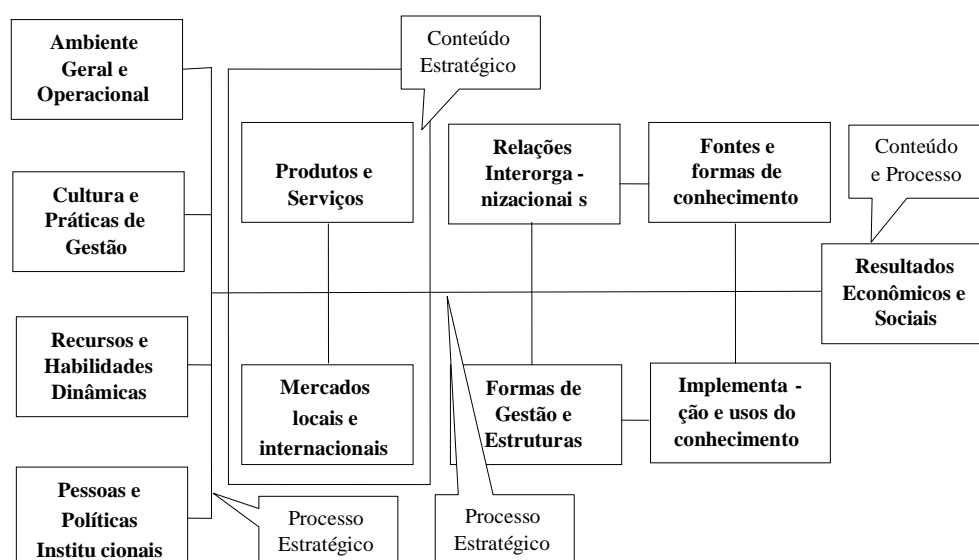 Ambiente
Geral e
Operacional
Cultura e
Práticas de
Gestão
Recursos e
Habilidades
Dinâmicas
Pessoas e
Políticas
Institu cionais
Conteúdo
Estratégico
Produtos e
Serviços
Mercados
locais e
internacionais
Processo
Estratégico
Relações
Interorga -
nizacionai s
Formas de
Gestão e
Estruturas
Processo
Estratégico
Fontes e
formas de
conhecimento
Implementa -
ção e usos do
conhecimento
Conteúdo
e Processo
Resultados
Econômicos e
Sociais